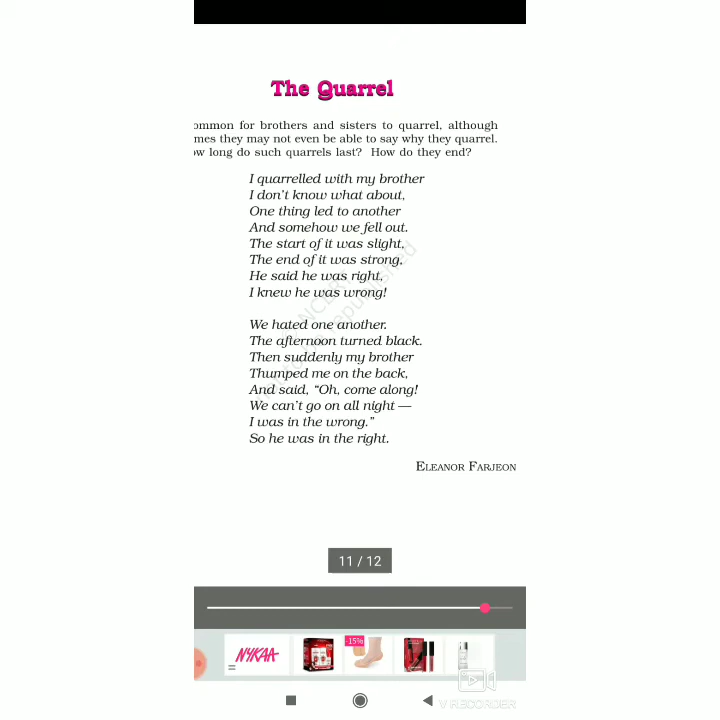 The Quarrel
ommon for brothers and sisters to quarrel, although
mes they may not even be able to say why they quarrel.
ow long do such quarrels last? How do they end?
I quarrelled with my brother
I don't know what about,
One thing led to another
And somehow we fell out.
The start of it was slight,
The end of it was strong,
He said he was right,
I knew he was wrong!
We hated one another.
The afternoon turned black.
Then suddenly my brother
Thumped me on the back,
And said, “Oh, come along!
We can't go on all night —
I was in the wrong.”
So he was in the right.
ELEANOR FARJEON
11 / 12
-15%
NYKAA
V RECORDER